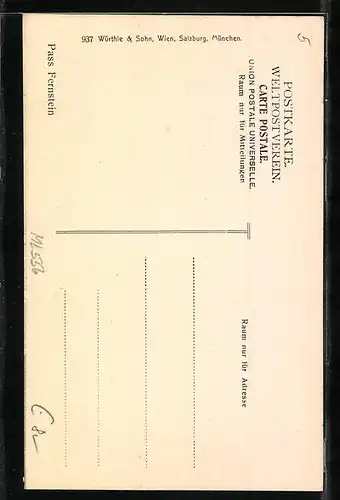 POSTKARTE.
WELTPOSTVEREIN.
CARTE POSTALE.
UNION POSTALE UNIVERSELLE.
Raum nur für Mitteilungen
Raum nur für Adresse
937 Würthle & Sohn, Wien, Salzburg, München.
Pass Fernstein
5